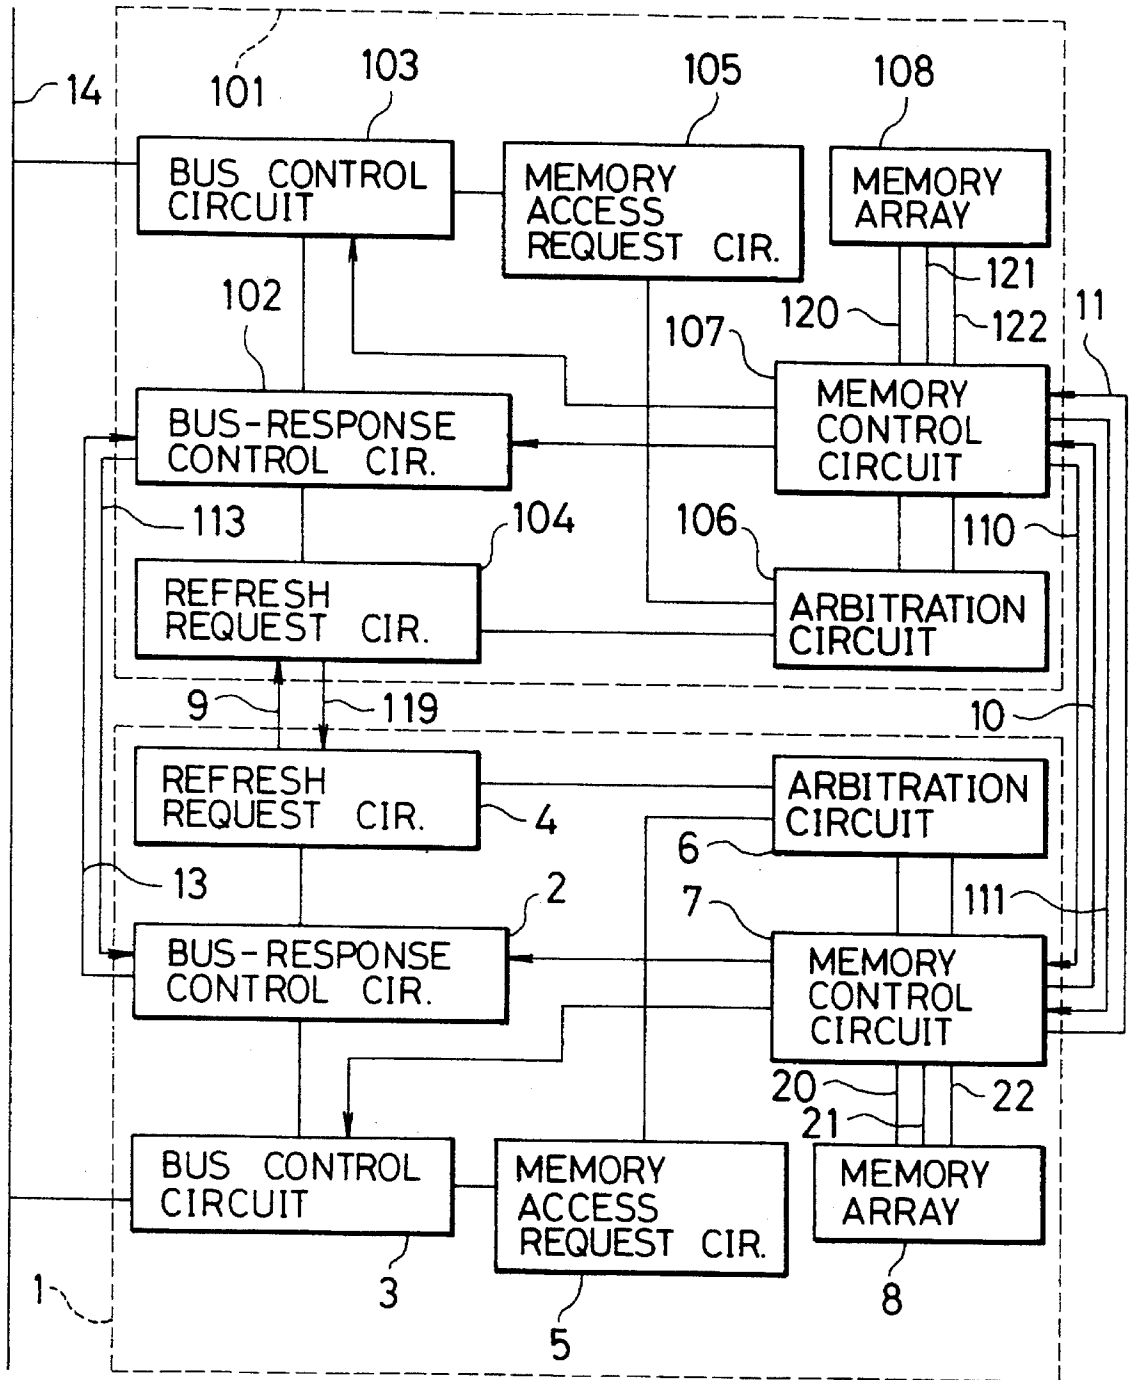 14
101
103
105
108
BUS CONTROL
CIRCUIT
MEMORY
ACCESS
REQUEST CIR.
MEMORY
ARRAY
102
120
121
122
11
107
BUS-RESPONSE
CONTROL CIR.
MEMORY
CONTROL
CIRCUIT
113
104
106
110
REFRESH
REQUEST CIR.
ARBITRATION
CIRCUIT
9
119
10
REFRESH
REQUEST CIR.
ARBITRATION
CIRCUIT
4
6
13
2
7
111
BUS-RESPONSE
CONTROL CIR.
MEMORY
CONTROL
CIRCUIT
20
21
22
BUS CONTROL
CIRCUIT
MEMORY
ACCESS
REQUEST CIR.
MEMORY
ARRAY
1
3
5
8